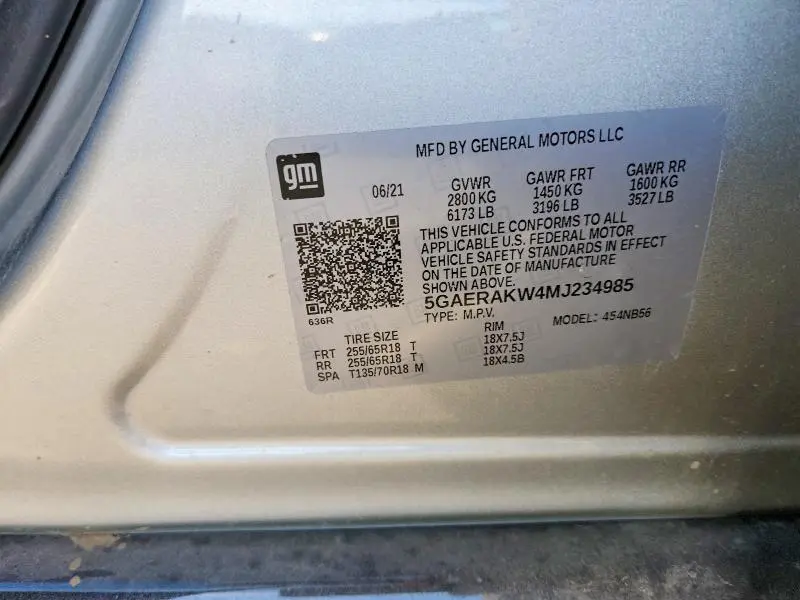 MFD BY GENERAL MOTORS LLC
gm
06/21
GVWR GAWR FRT GAWR RR
2800 KG 1450 KG 1600 KG
6173 LB 3196 LB 3527 LB
THIS VEHICLE CONFORMS TO ALL
APPLICABLE U.S. FEDERAL MOTOR
VEHICLE SAFETY STANDARDS IN EFFECT
ON THE DATE OF MANUFACTURE
SHOWN ABOVE.
5GAERAKW4MJ234985
TYPE: M.P.V. MODEL: 454NB56
636R
TIRE SIZE RIM
FRT 255/65R18 T 18X7.5J
RR 255/65R18 T 18X7.5J
SPA T135/70R18 M 18X4.5B